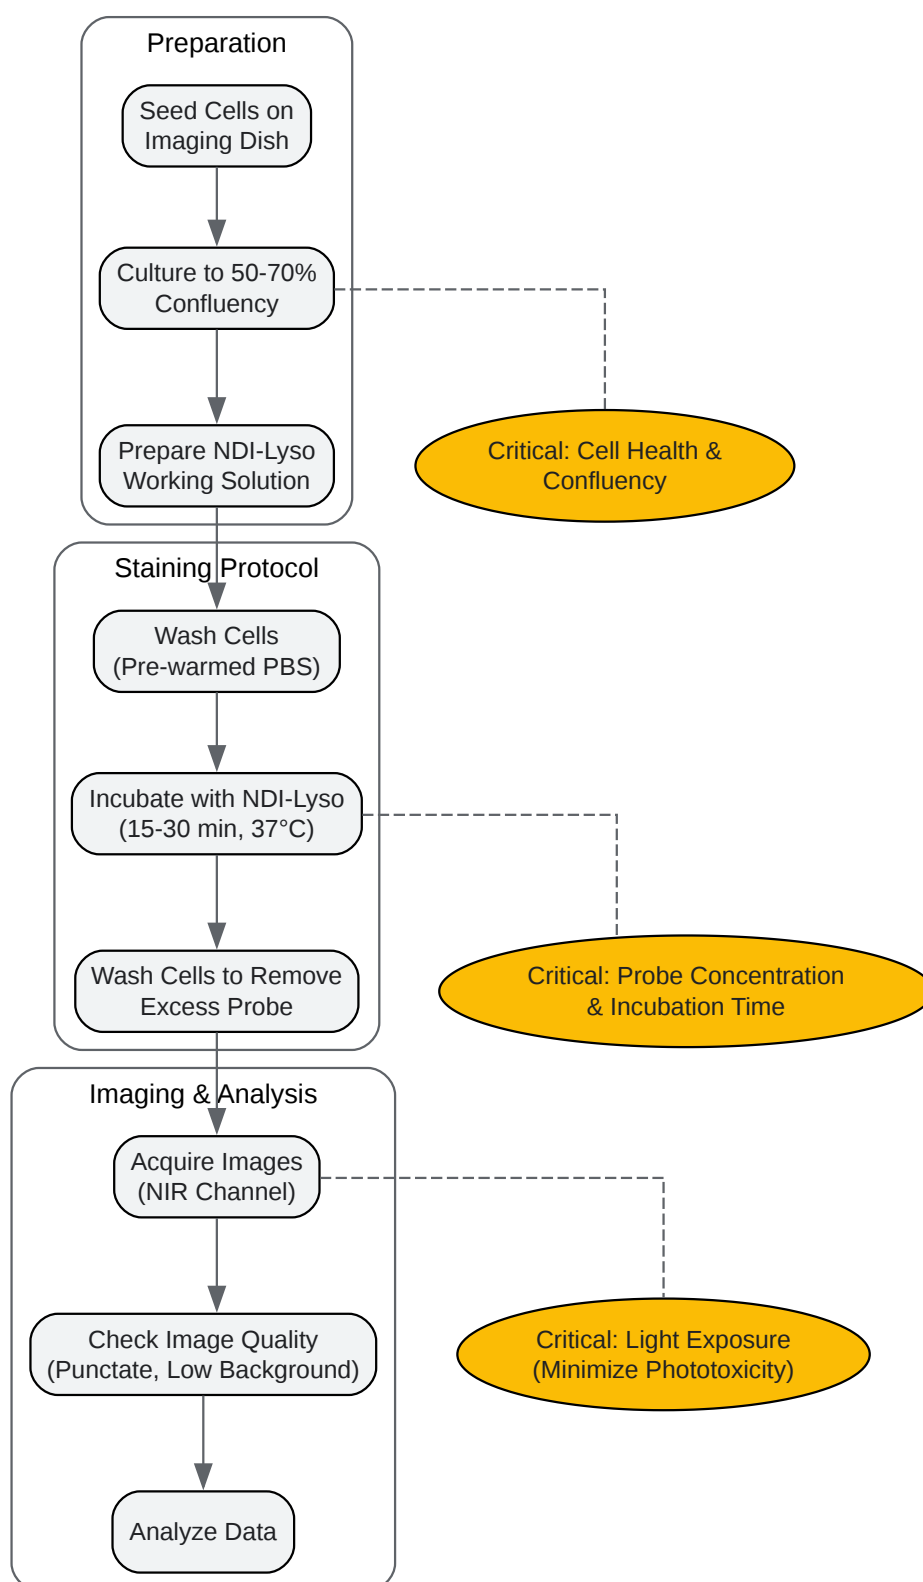 Preparation
Seed Cells on
Imaging Dish
Culture to 50-70%
Confluency
Prepare NDI-Lyso
Working Solution
Critical: Cell Health &
Confluency
Staining Protocol
Wash Cells
(Pre-warmed PBS)
Incubate with NDI-Lyso
(15-30 min, 37°C)
Wash Cells to Remove
Excess Probe
Critical: Probe Concentration
& Incubation Time
Imaging & Analysis
Acquire Images
(NIR Channel)
Check Image Quality
(Punctate, Low Background)
Critical: Light Exposure
(Minimize Phototoxicity)
Analyze Data